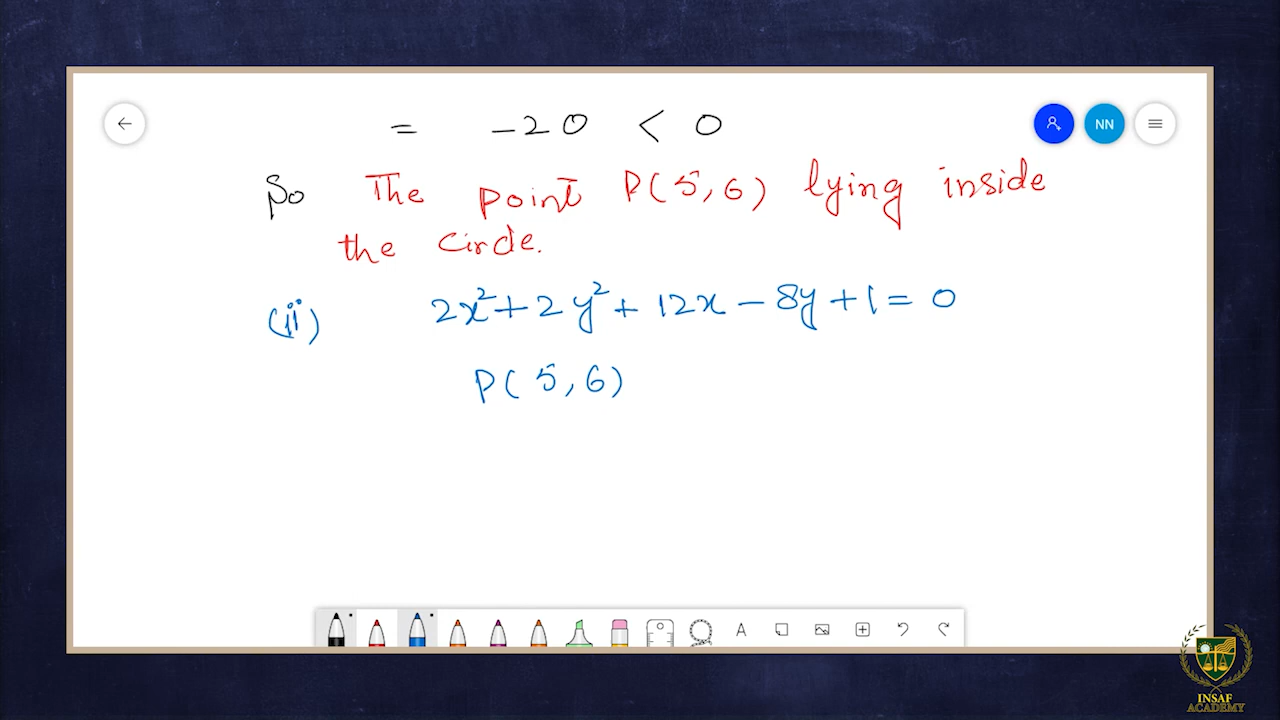 = -20 < 0
NN
So The point P(5,6) lying inside
the circle.
(ii) 2x²+2y²+12x-8y+1=0
P(5,6)
A
INSAF
ACADEMY